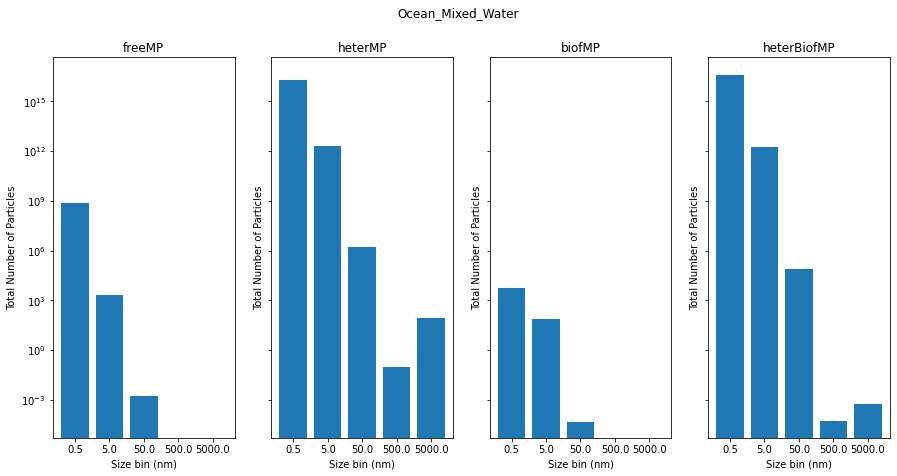 Ocean_Mixed_Water
freeMP
heterMP
biofMP
heterBiofMP
Total Number of Particles
10^15
10^12
10^9
10^6
10^3
10^0
10^-3
0.5 5.0 50.0 500.0 5000.0
Size bin (nm)
Total Number of Particles
0.5 5.0 50.0 500.0 5000.0
Size bin (nm)
Total Number of Particles
0.5 5.0 50.0 500.0 5000.0
Size bin (nm)
Total Number of Particles
0.5 5.0 50.0 500.0 5000.0
Size bin (nm)